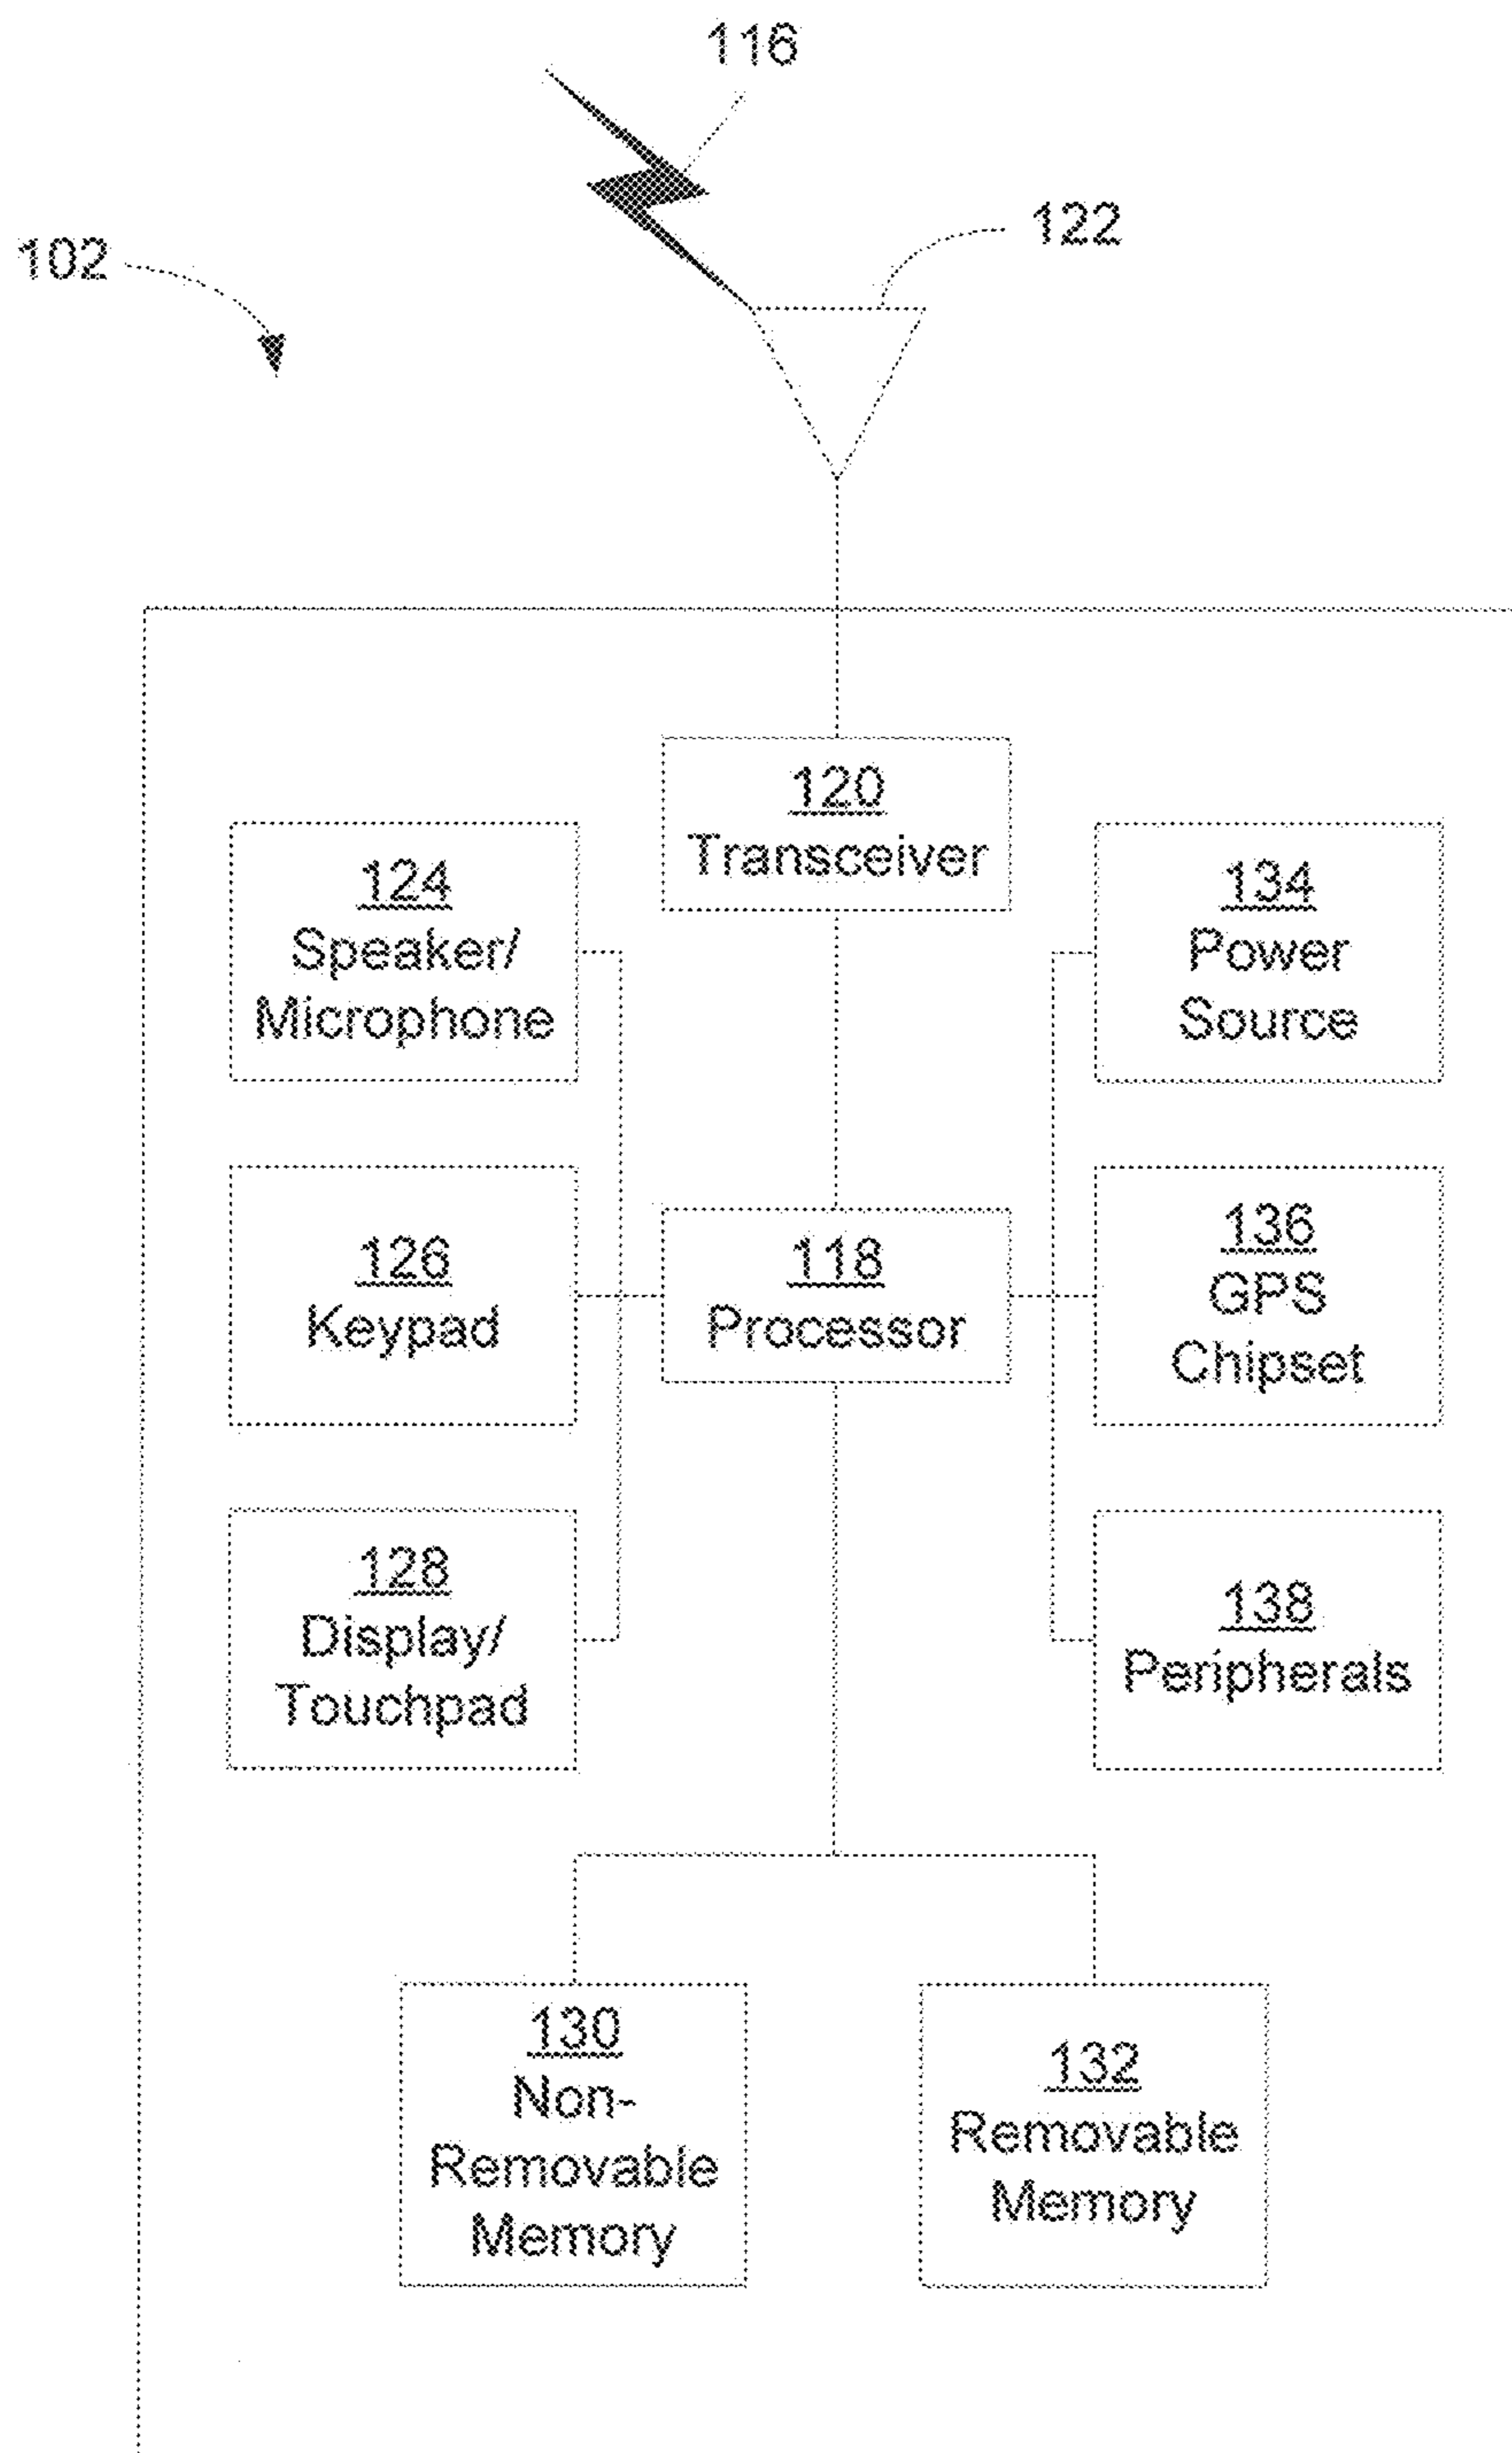 116
122
102
120
Transceiver
124
Speaker/
Microphone
134
Power
Source
126
Keypad
118
Processor
136
GPS
Chipset
128
Display/
Touchpad
138
Peripherals
130
Non-
Removable
Memory
132
Removable
Memory